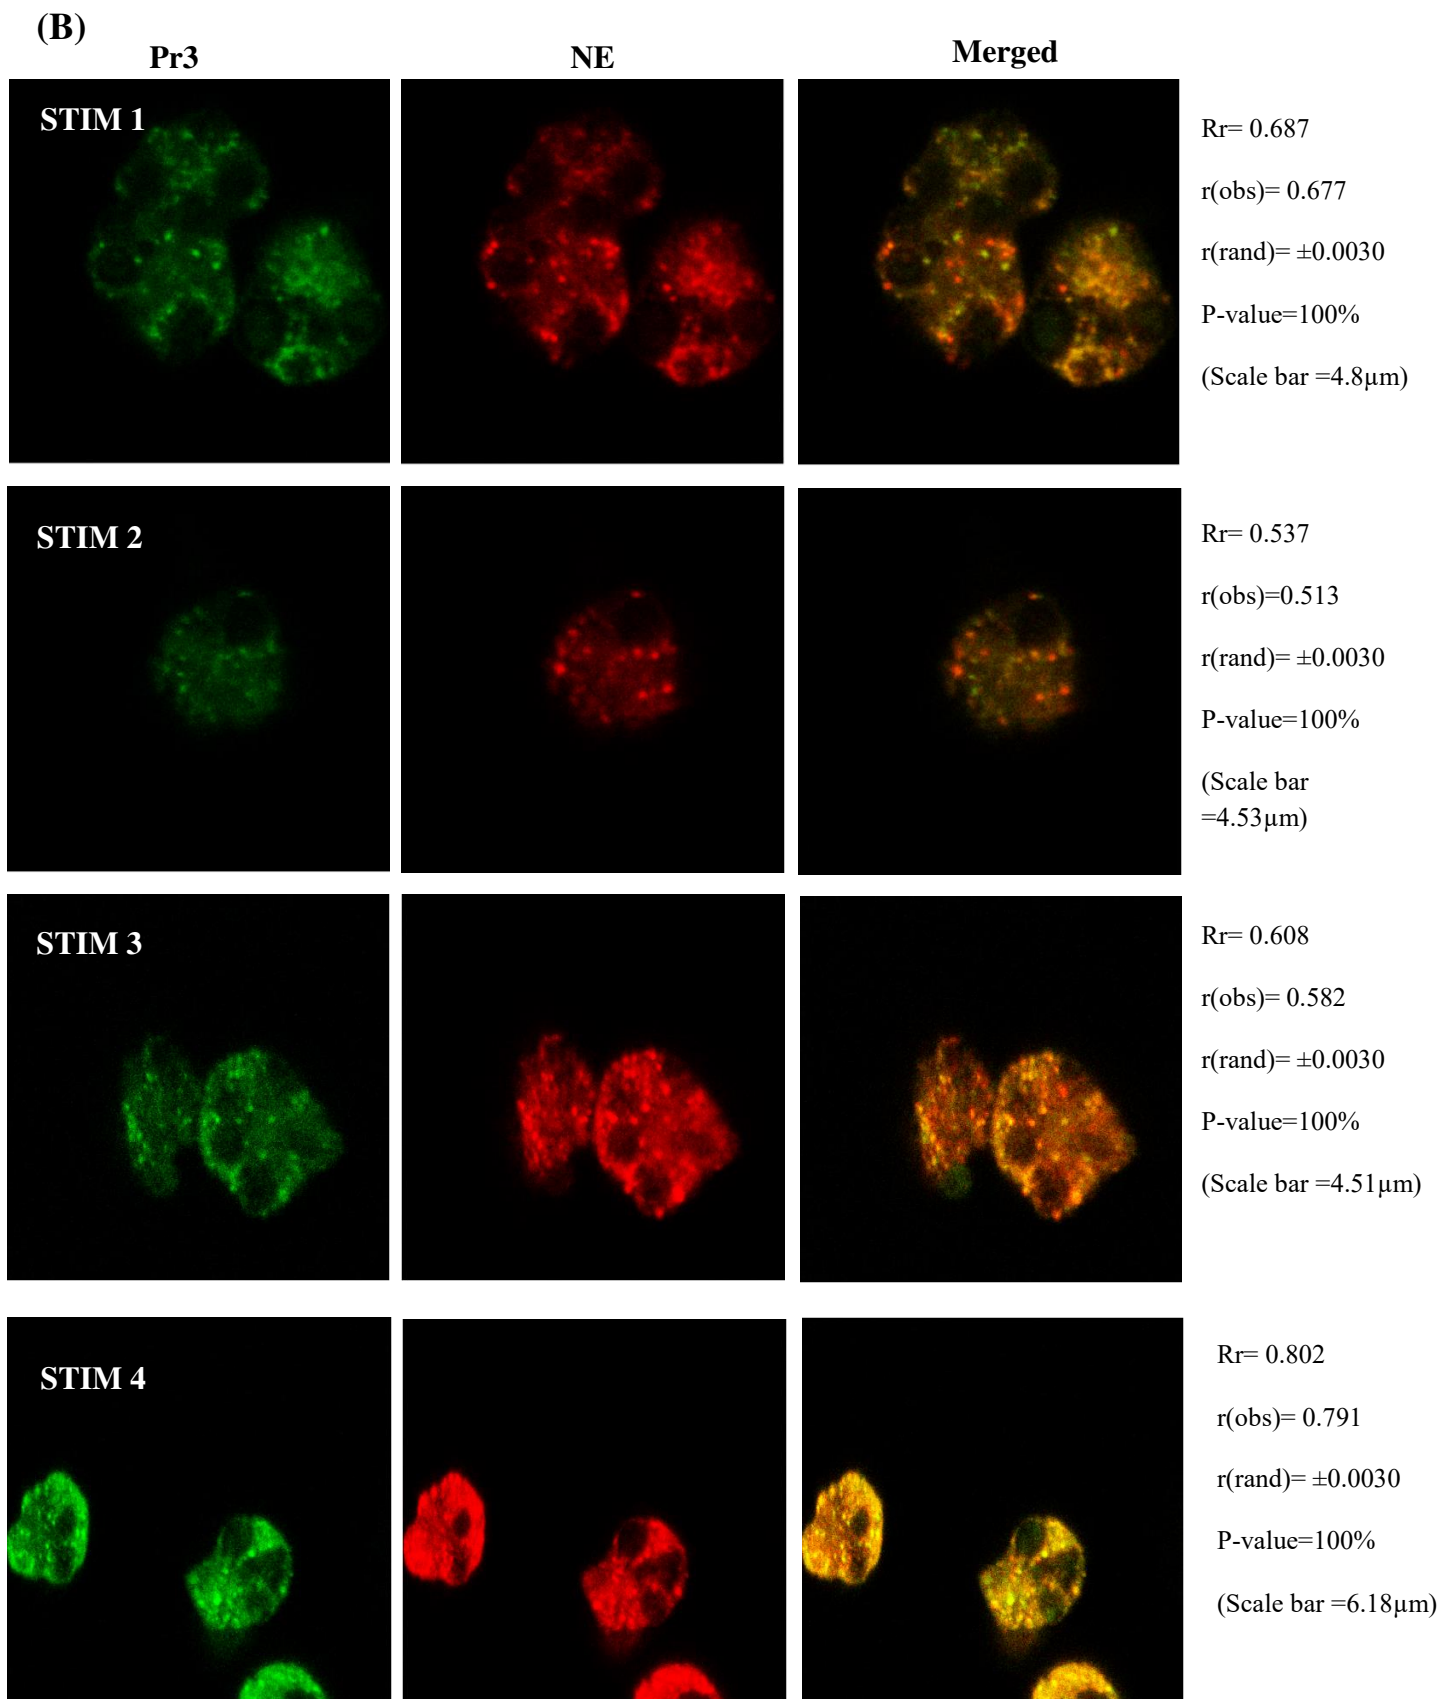 (B)
Pr3
NE
Merged
STIM 1
Rr= 0.687
r(obs)= 0.677
r(rand)= ±0.0030
P-value=100%
(Scale bar =4.8µm)
STIM 2
Rr= 0.537
r(obs)=0.513
r(rand)= ±0.0030
P-value=100%
(Scale bar
=4.53µm)
STIM 3
Rr= 0.608
r(obs)= 0.582
r(rand)= ±0.0030
P-value=100%
(Scale bar =4.51µm)
STIM 4
Rr= 0.802
r(obs)= 0.791
r(rand)= ±0.0030
P-value=100%
(Scale bar =6.18µm)